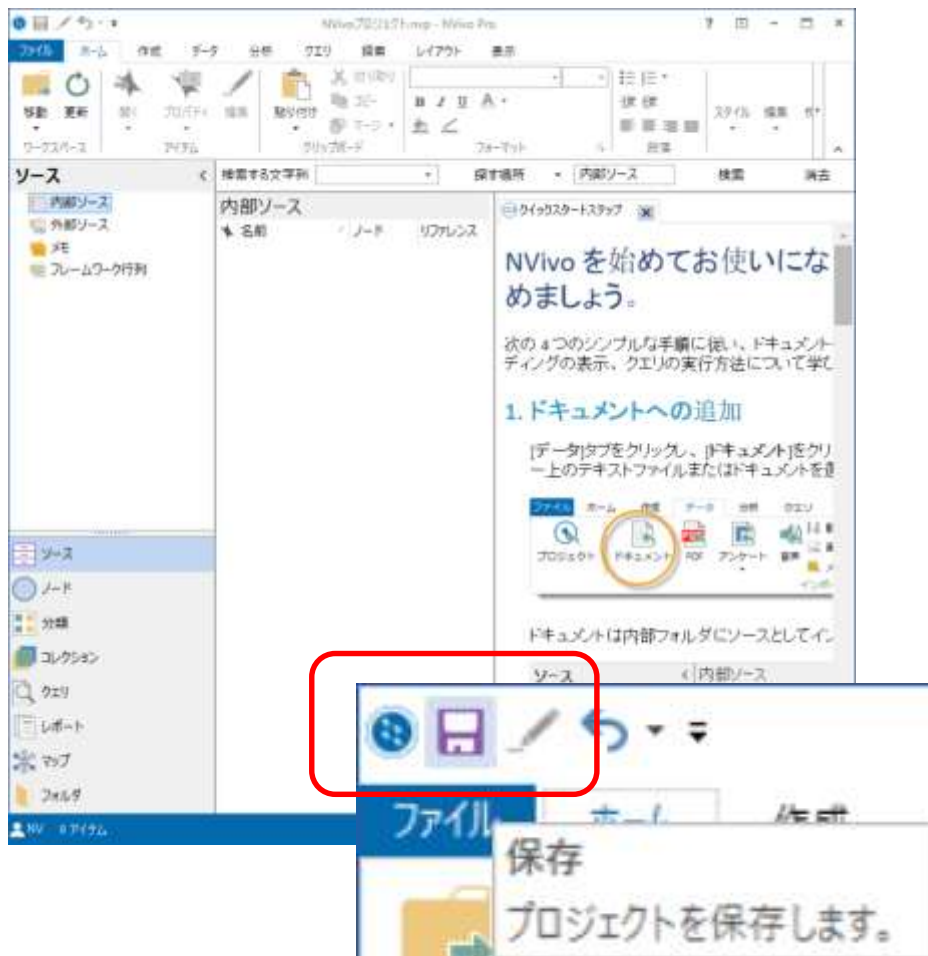 NVivoプロジェクト.nvp - NVivo Pro
ファイル ホーム 作成 データ 分析 クエリ 探索 レイアウト 表示
移動 更新 開く プロパティ 編集 貼り付け 切り取り
コピー
マージ
B I U A
スタイル 編集
ワークスペース アイテム クリップボード フォーマット 段落
ソース
検索する文字列 探す場所 内部ソース 検索 消去
内部ソース
外部ソース
メモ
フレームワーク行列
内部ソース
名前 ノード リファレンス
クイックスタートステップ
NVivo を始めてお使いにな
めましょう。
次の 4つのシンプルな手順に従い、ドキュメント
ディングの表示、クエリの実行方法について学び
1. ドキュメントへの追加
[データ]タブをクリックし、[ドキュメント]をクリ
ー上のテキストファイルまたはドキュメントを選
ファイル ホーム 作成 データ 分析 クエリ
プロジェクト ドキュメント PDF アンケート 音声
ドキュメントは内部フォルダにソースとしてイン
ソース 内部ソース
ソース
ノード
分類
コレクション
クエリ
レポート
マップ
フォルダ
NV 0 アイテム
ファイル ホーム 作成
保存
プロジェクトを保存します。